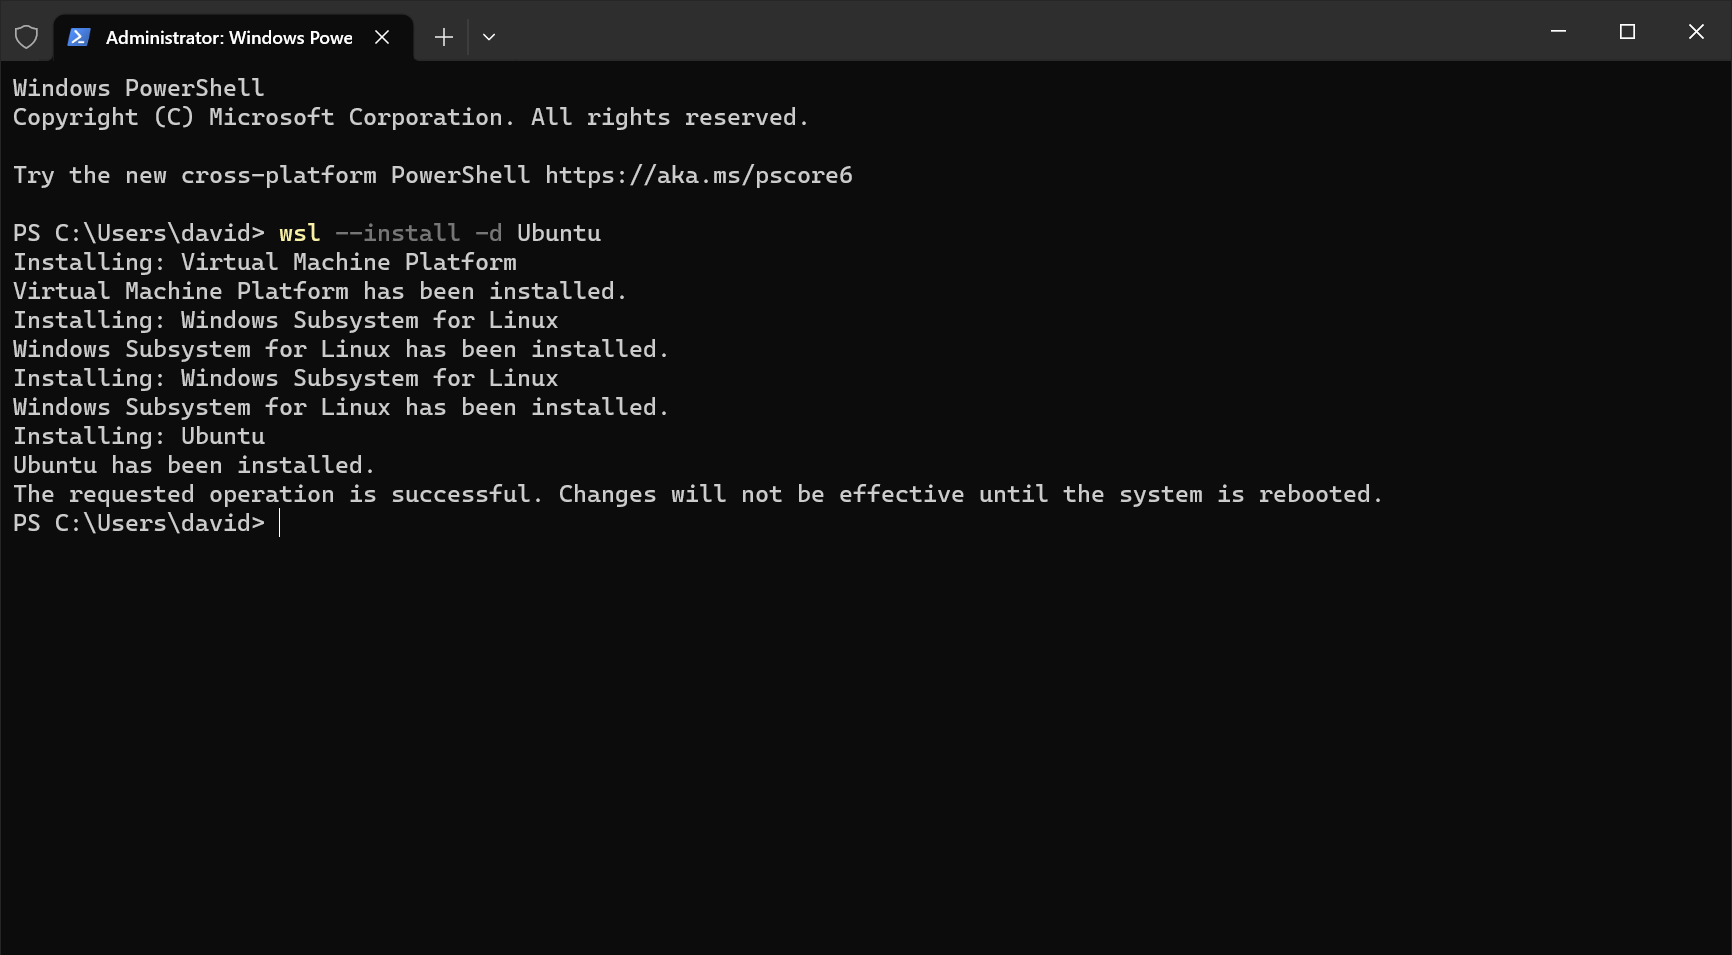 Administrator: Windows Powe
Windows PowerShell
Copyright (C) Microsoft Corporation. All rights reserved.
Try the new cross-platform PowerShell https://aka.ms/pscore6
PS C:\Users\david> wsl --install -d Ubuntu
Installing: Virtual Machine Platform
Virtual Machine Platform has been installed.
Installing: Windows Subsystem for Linux
Windows Subsystem for Linux has been installed.
Installing: Windows Subsystem for Linux
Windows Subsystem for Linux has been installed.
Installing: Ubuntu
Ubuntu has been installed.
The requested operation is successful. Changes will not be effective until the system is rebooted.
PS C:\Users\david>